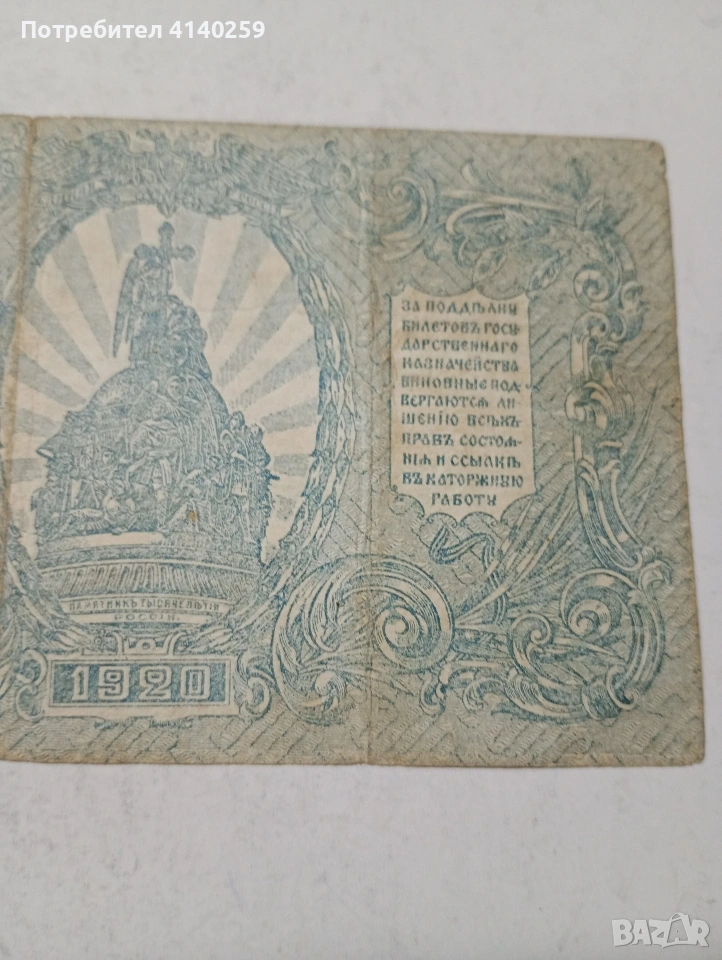 Потребител 4140259
ЗА ПОДДѢЛКУ
БИЛЕТОВЪ ГОСУ-
ДАРСТВЕННАГО
КАЗНАЧЕЙСТВА
ВИНОВНЫЕ ПОД-
ВЕРГАЮТСЯ ЛИ-
ШЕНІЮ ВСѢХЪ
ПРАВЪ СОСТОЯ-
НІЯ И ССЫЛКѢ
ВЪ КАТОРЖНУЮ
РАБОТУ
ПАМЯТНИКЪ ТЫСЯЧЕЛѢТІЯ
РОССІИ.
1920
BAZAR